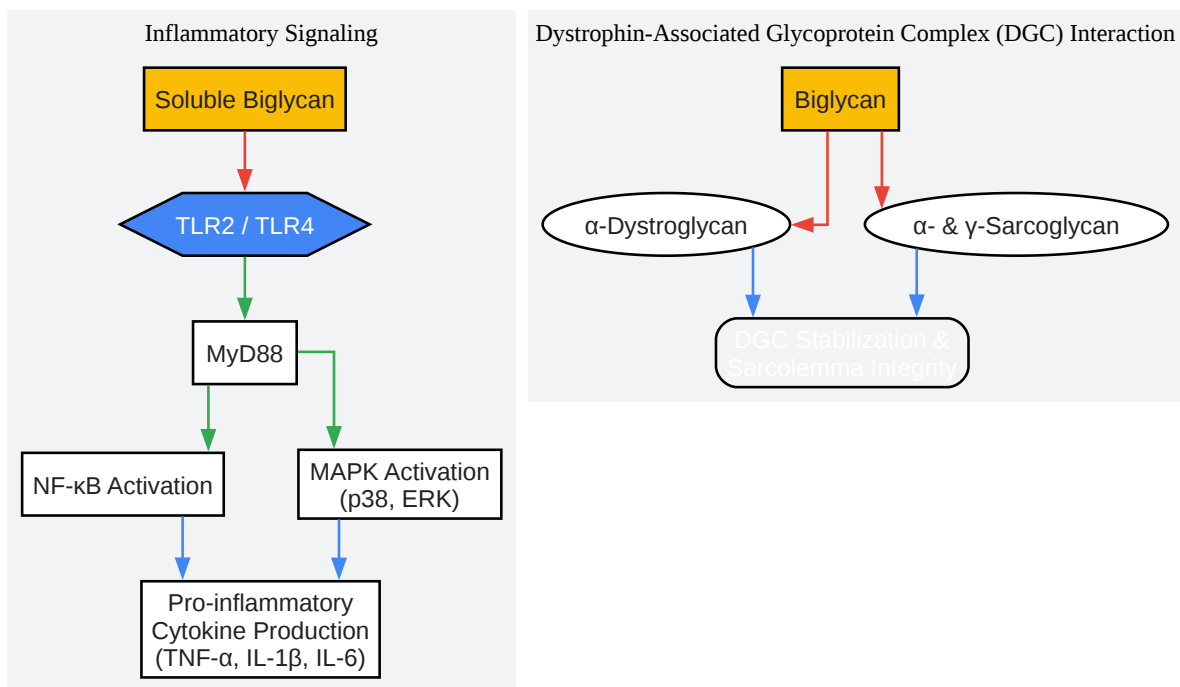 Inflammatory Signaling
Soluble Biglycan
TLR2 / TLR4
MyD88
NF-κB Activation
MAPK Activation
(p38, ERK)
Pro-inflammatory
Cytokine Production
(TNF-α, IL-1β, IL-6)
Dystrophin-Associated Glycoprotein Complex (DGC) Interaction
Biglycan
α-Dystroglycan
α- & γ-Sarcoglycan
DGC Stabilization &
Sarcolemma Integrity